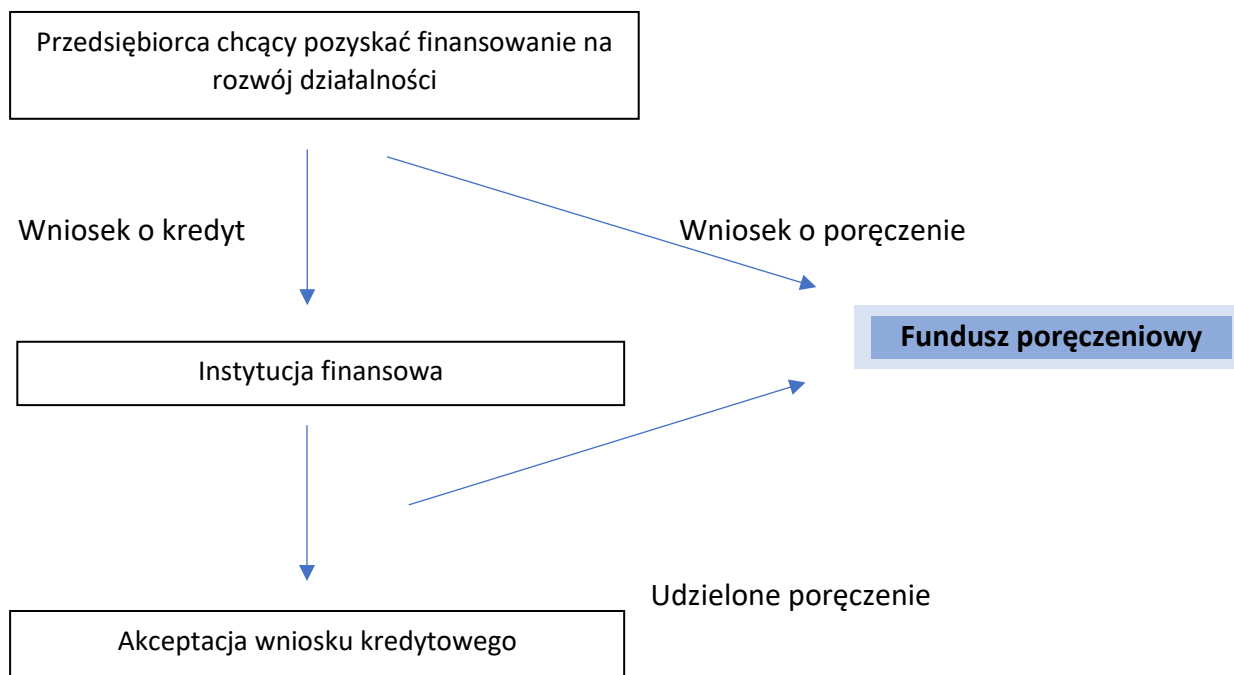 Przedsiębiorca chcący pozyskać finansowanie na
rozwój działalności
Wniosek o kredyt
Wniosek o poręczenie
Fundusz poręczeniowy
Instytucja finansowa
Udzielone poręczenie
Akceptacja wniosku kredytowego